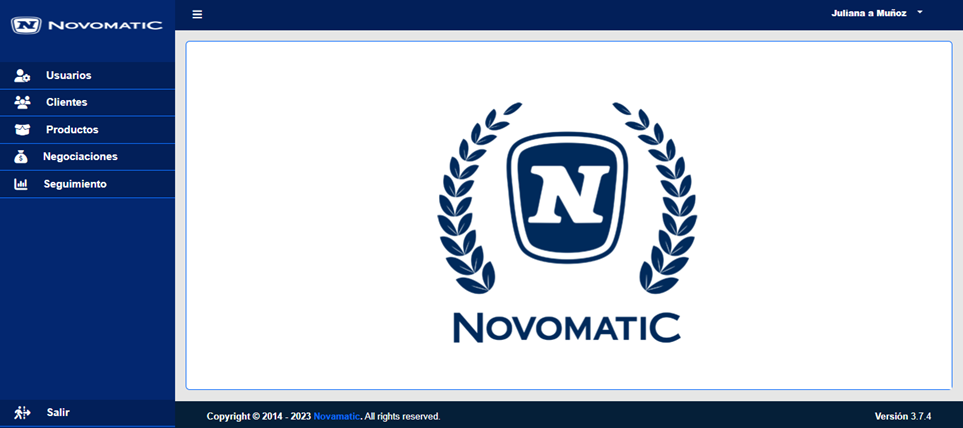 NOVOMATIC
Juliana a Muñoz
Usuarios
Clientes
Productos
Negociaciones
Seguimiento
N
NOVOMATIC
Salir
Copyright © 2014 - 2023 Novamatic. All rights reserved.
Versión 3.7.4